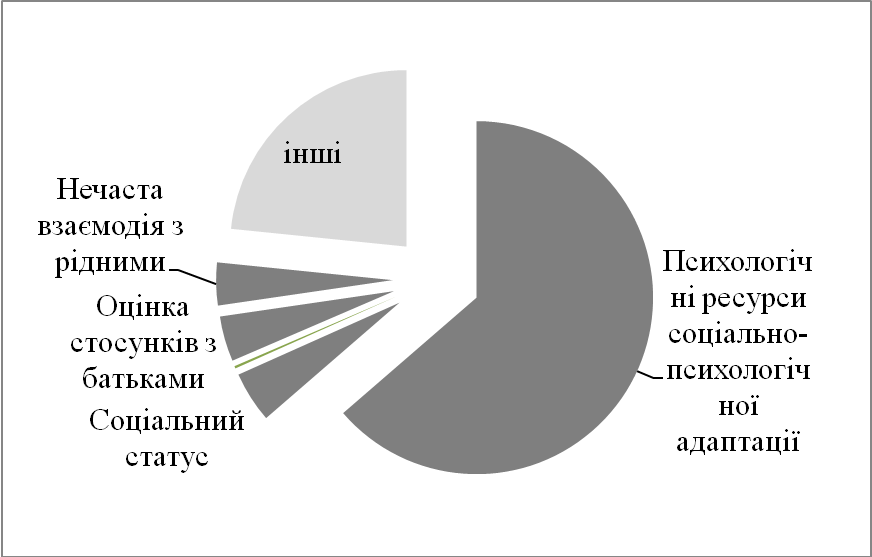 інші
Нечаста
взаємодія з
рідними
Оцінка
стосунків з
батьками
Соціальний
статус
Психологіч
ні ресурси
соціально-
психологіч
ної
адаптації